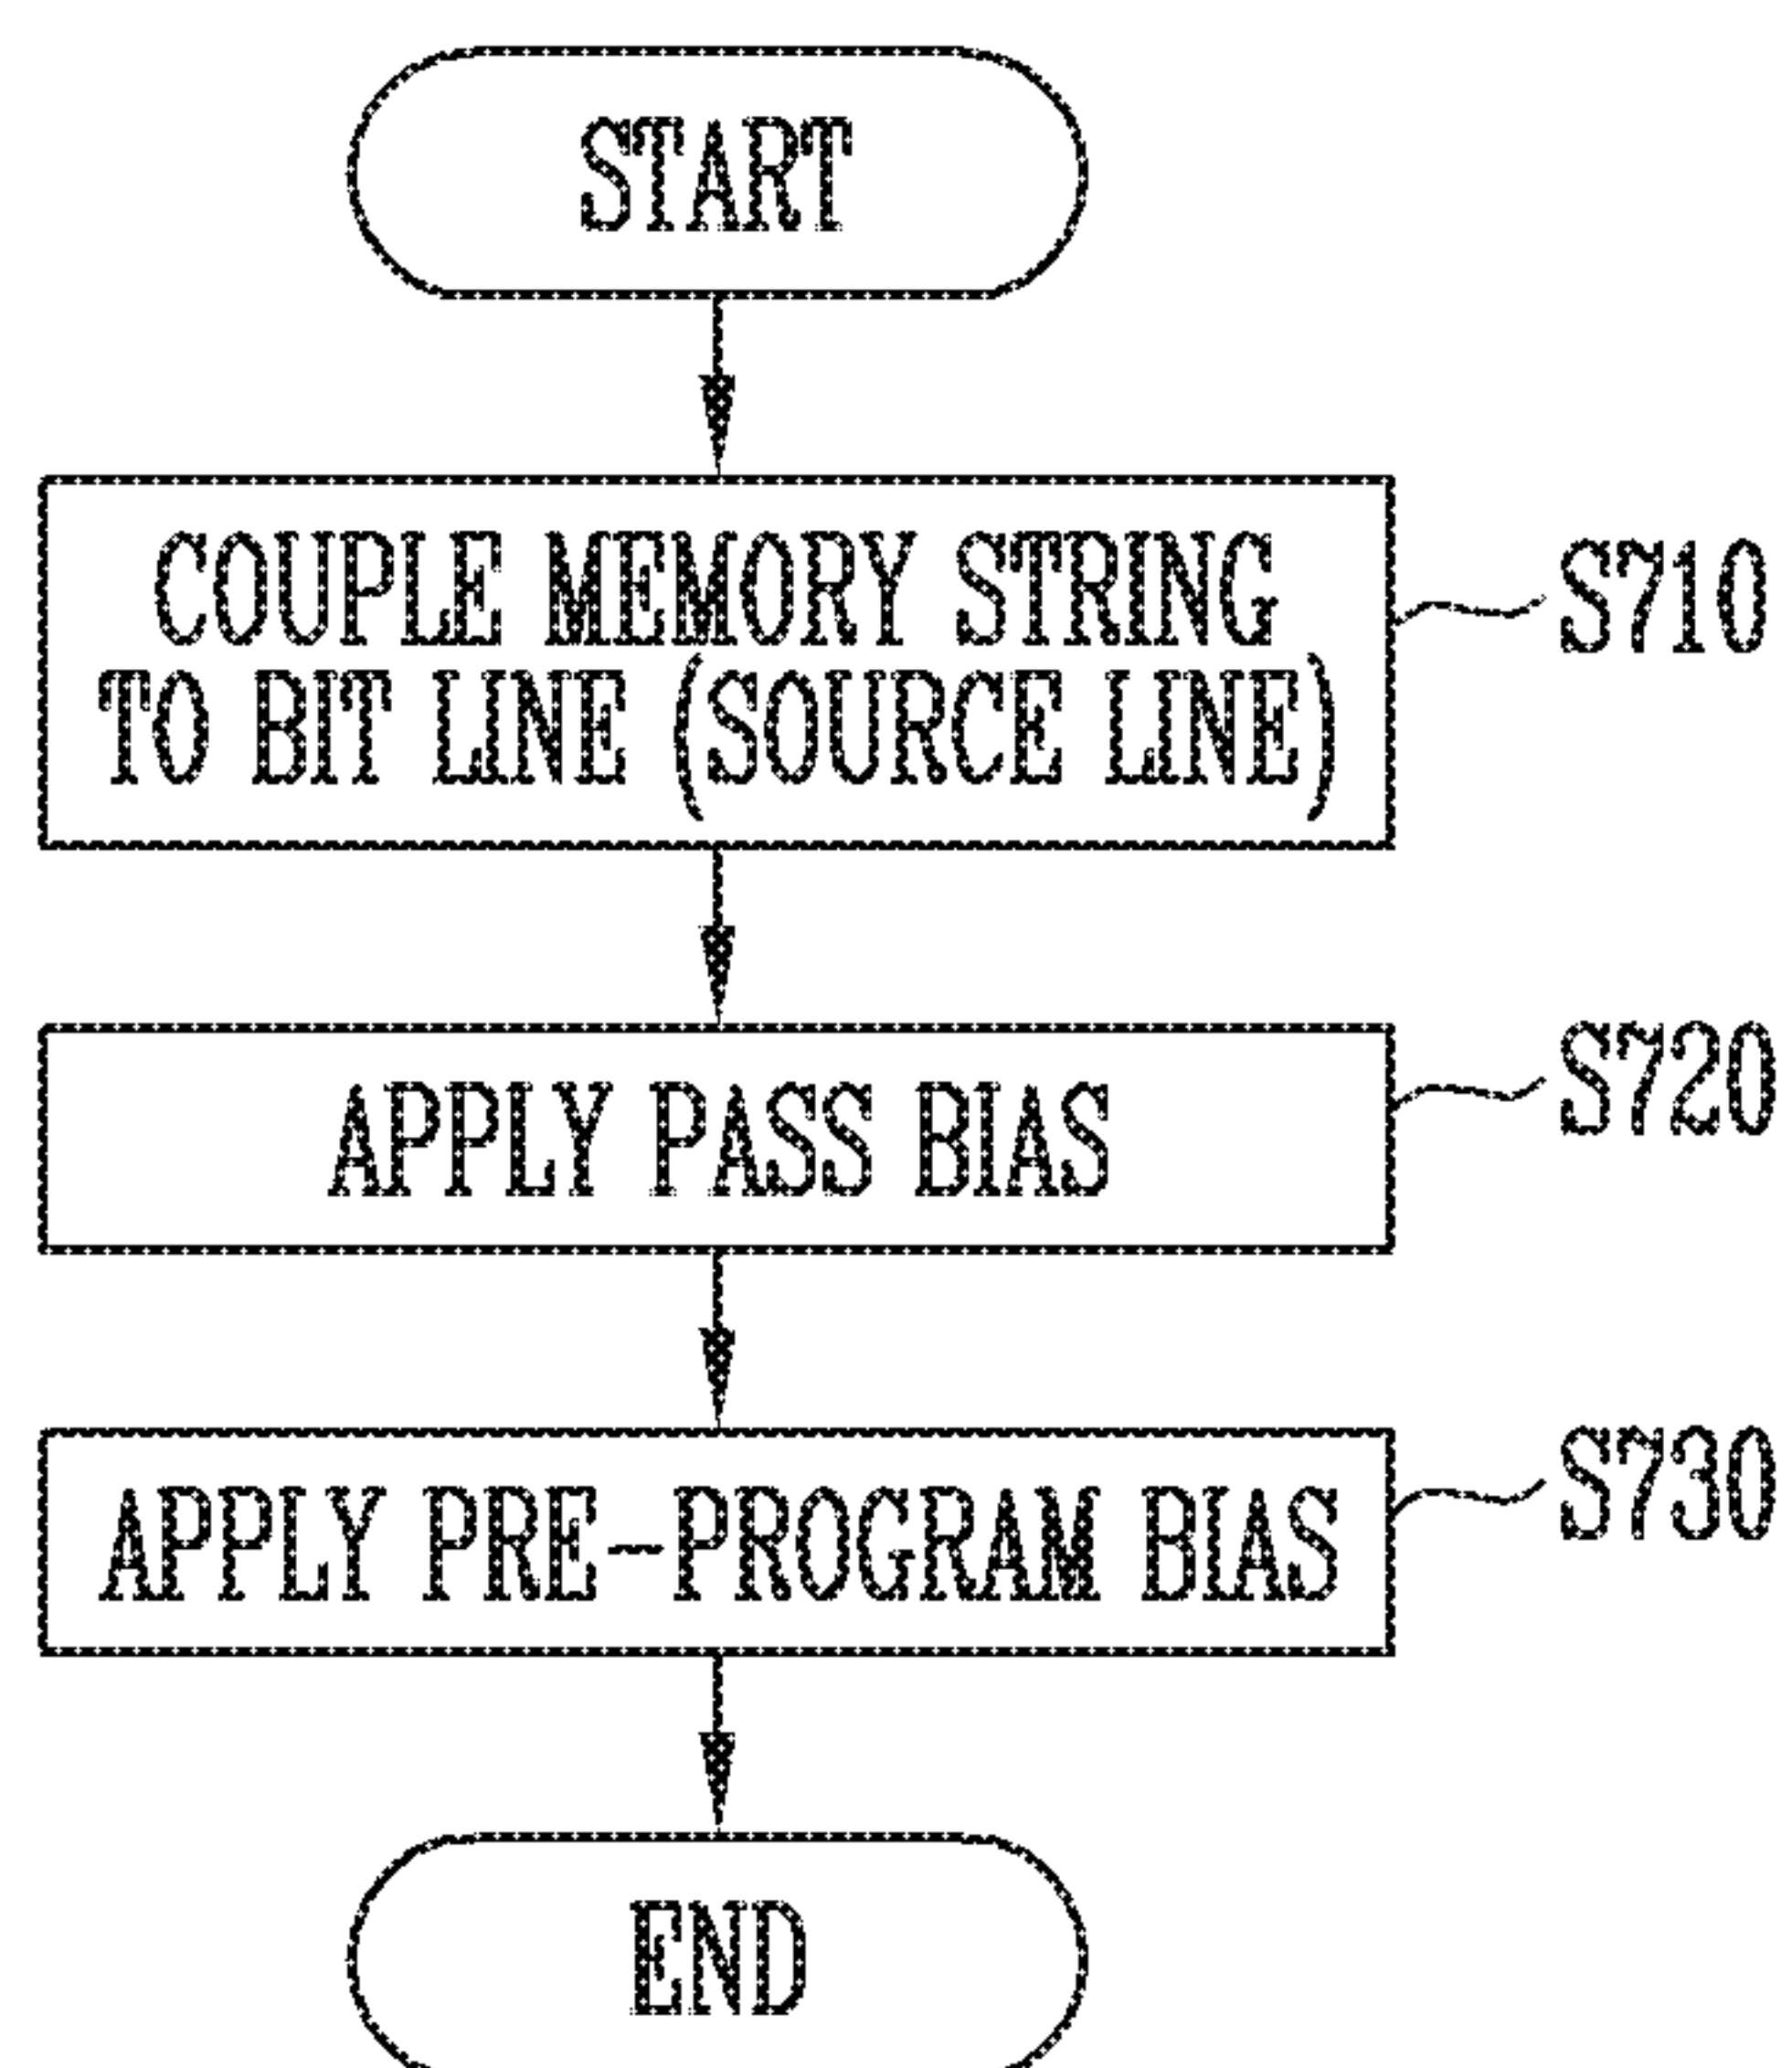 START
COUPLE MEMORY STRING
TO BIT LINE (SOURCE LINE)
S710
APPLY PASS BIAS
S720
APPLY PRE-PROGRAM BIAS
S730
END